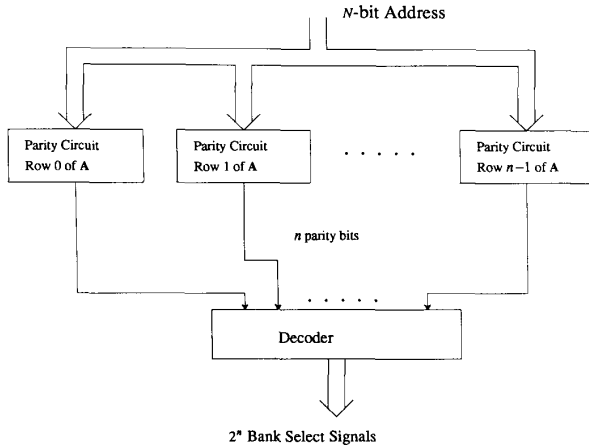 N-bit Address
Parity Circuit
Row 0 of A
Parity Circuit
Row 1 of A
. . . . .
Parity Circuit
Row n−1 of A
n parity bits
. . . . .
Decoder
2ⁿ Bank Select Signals